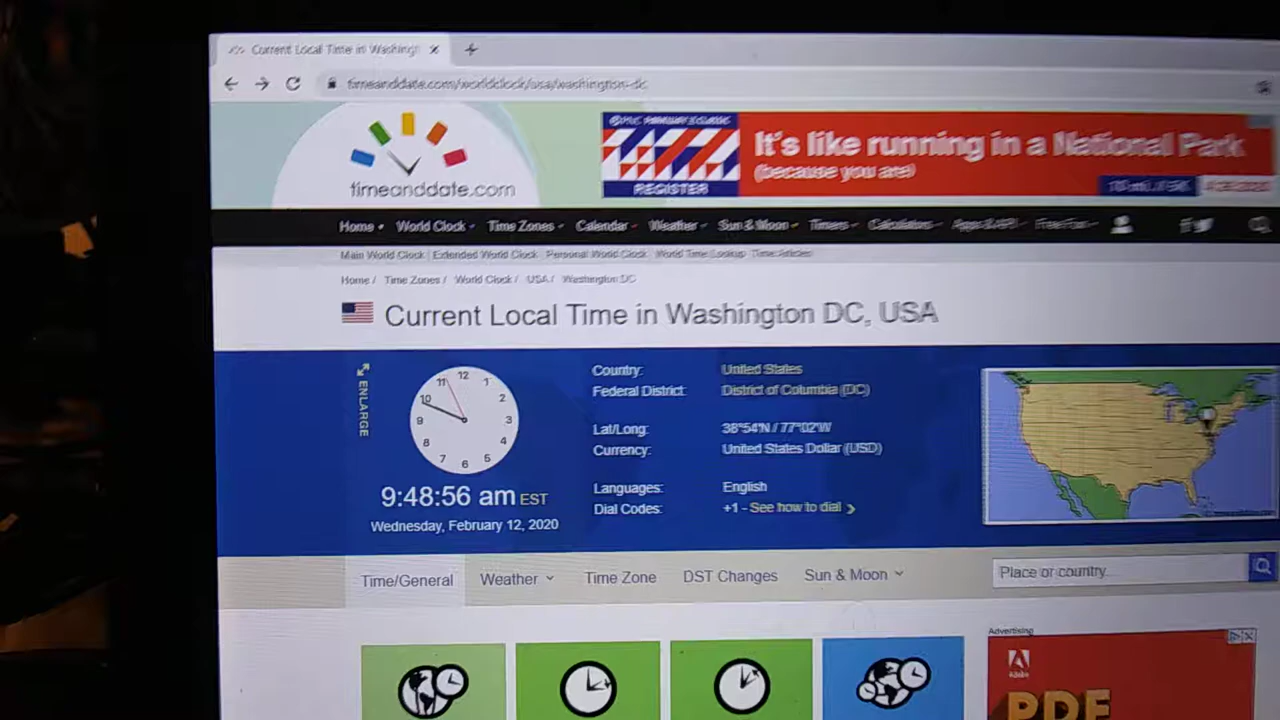 Current Local Time in Washingt
timeanddate.com/worldclock/usa/washington-dc
timeanddate.com
REGISTER
It's like running in a National Park
(because you are)
Home World Clock Time Zones Calendar Weather Sun & Moon Timers Calculators Apps & API Free Fun
Main World Clock Extended World Clock Personal World Clock World Time Lookup Time Articles
Home / Time Zones / World Clock / USA / Washington DC
Current Local Time in Washington DC, USA
ENLARGE
12
1
2
3
4
5
6
7
8
9
10
11
9:48:56 am EST
Wednesday, February 12, 2020
Country: United States
Federal District: District of Columbia (DC)
Lat/Long: 38°54'N / 77°02'W
Currency: United States Dollar (USD)
Languages: English
Dial Codes: +1 - See how to dial
Time/General Weather Time Zone DST Changes Sun & Moon
Place or country...
Advertising
Adobe
PDF